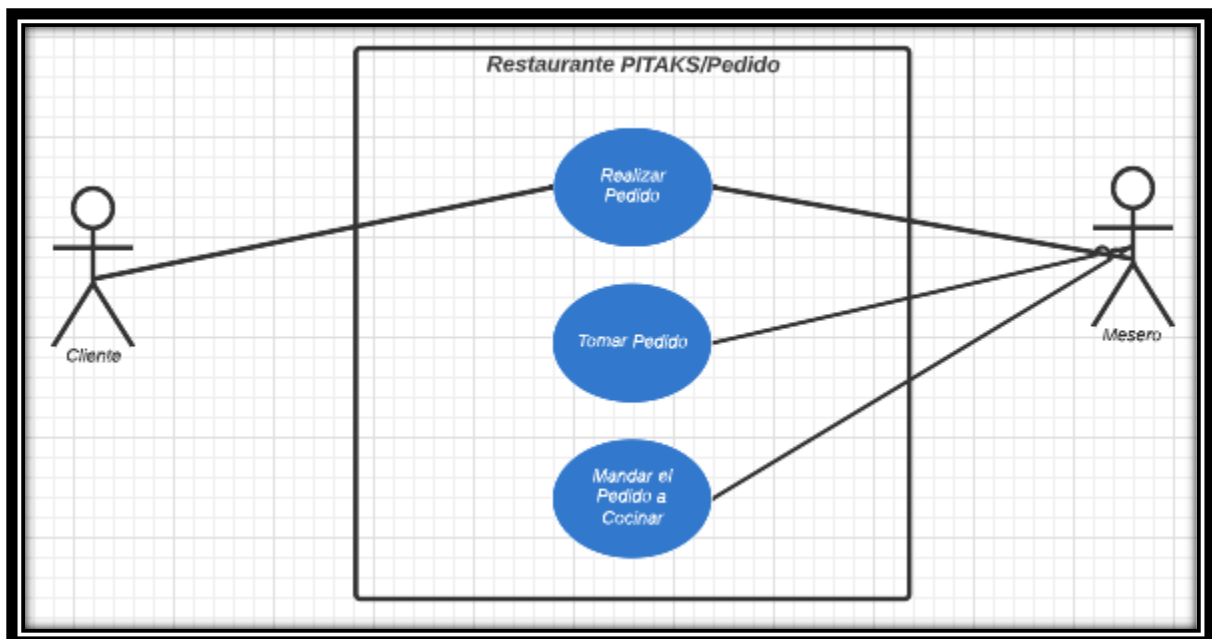 Restaurante PITAKS/Pedido
Realizar
Pedido
Cliente
Tomar Pedido
Mesero
Mandar el
Pedido a
Cocinar